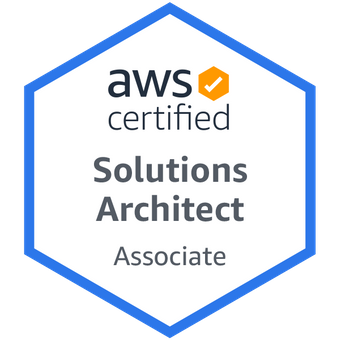 aws
certified
Solutions
Architect
Associate